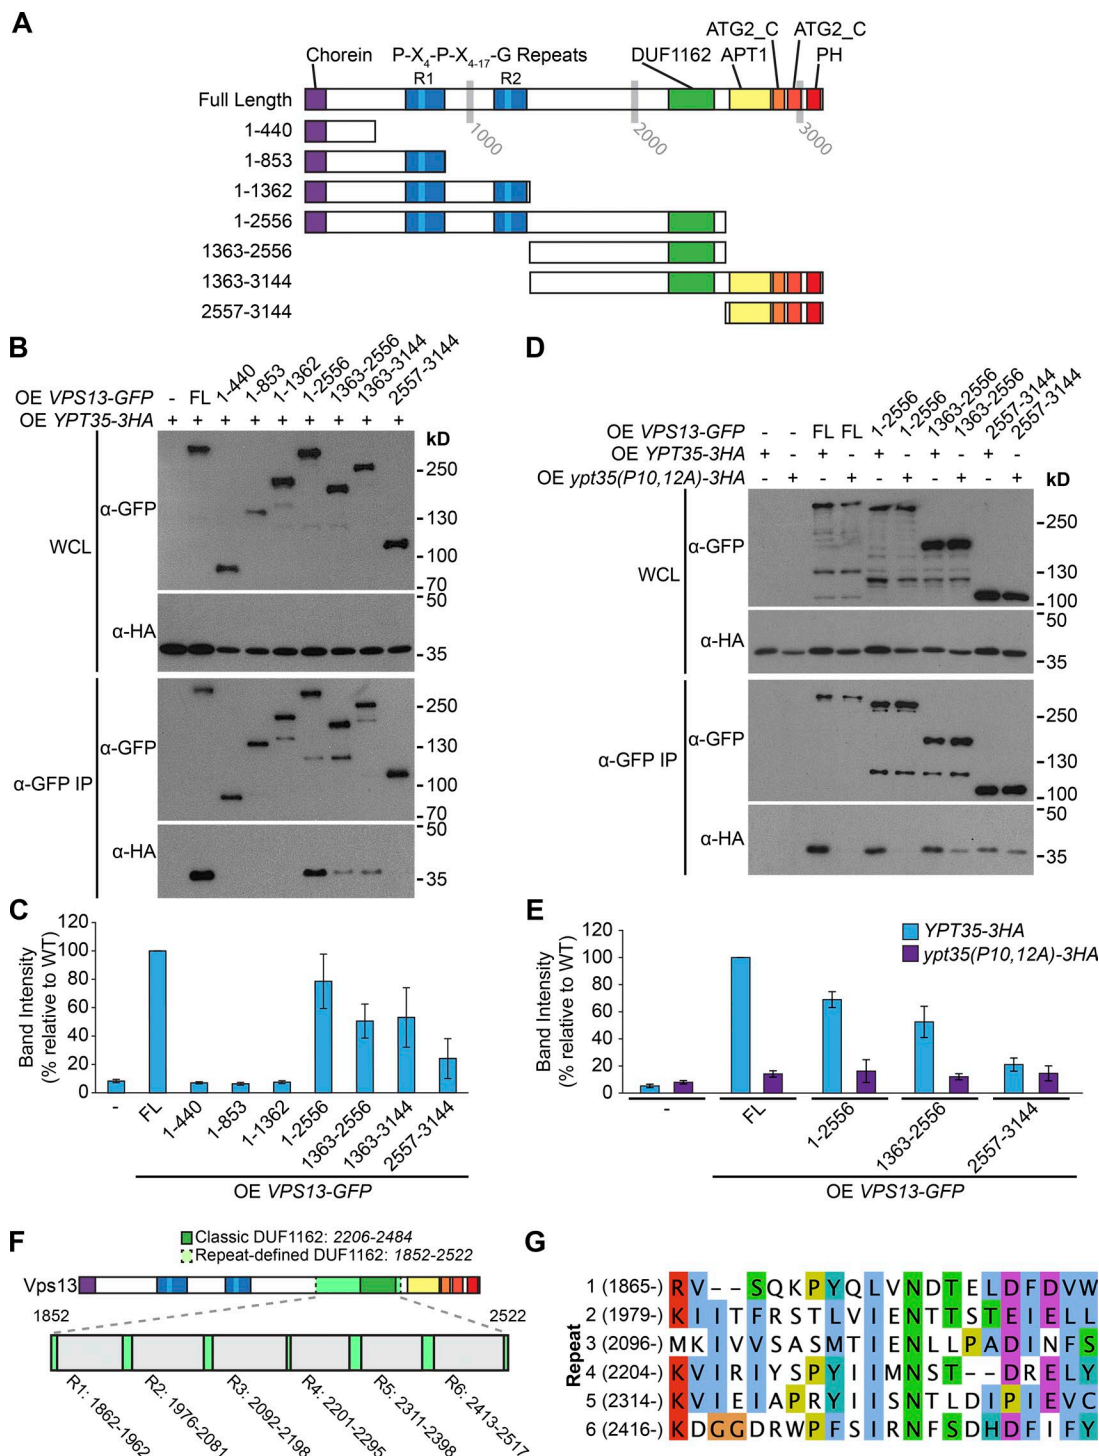 A
ATG2_C ATG2_C
Chorein P-X4-P-X4-17-G Repeats DUF1162 APT1 PH
R1 R2
Full Length
1000 2000 3000
1-440
1-853
1-1362
1-2556
1363-2556
1363-3144
2557-3144
B
OE VPS13-GFP - FL 1-440 1-853 1-1362 1-2556 1363-2556 1363-3144 2557-3144
OE YPT35-3HA + + + + + + + + +
kD
WCL
α-GFP
-250
-130
-100
-70
α-HA
-50
-35
α-GFP IP
α-GFP
-250
-130
-100
-70
α-HA
-50
-35
D
OE VPS13-GFP - - FL FL 1-2556 1-2556 1363-2556 1363-2556 2557-3144 2557-3144
OE YPT35-3HA + - + - + - + - + -
OE ypt35(P10,12A)-3HA - + - + - + - + - +
kD
WCL
α-GFP
-250
-130
-100
α-HA
-50
-35
α-GFP IP
α-GFP
-250
-130
-100
α-HA
-50
-35
C
Band Intensity
(% relative to WT)
120
100
80
60
40
20
0
- FL 1-440 1-853 1-1362 1-2556 1363-2556 1363-3144 2557-3144
OE VPS13-GFP
E
Band Intensity
(% relative to WT)
120
100
80
60
40
20
0
YPT35-3HA
ypt35(P10,12A)-3HA
- FL 1-2556 1363-2556 2557-3144
OE VPS13-GFP
F
Classic DUF1162: 2206-2484
Repeat-defined DUF1162: 1852-2522
Vps13
1852 2522
R1: 1862-1962
R2: 1976-2081
R3: 2092-2198
R4: 2201-2295
R5: 2311-2398
R6: 2413-2517
G
Repeat
1 (1865-) RV--SQKPYQLVNDTELDFDVW
2 (1979-) KIITFRSTLVIENTTSTEIELL
3 (2096-) MKIVVSASMTIENLLPADINFS
4 (2204-) KVIRIYSPYIIMNST--DRELY
5 (2314-) KVIEIAPRYIISNTLDIPIEVC
6 (2416-) KDGGDRWPFSIRNFSDHDFIFY